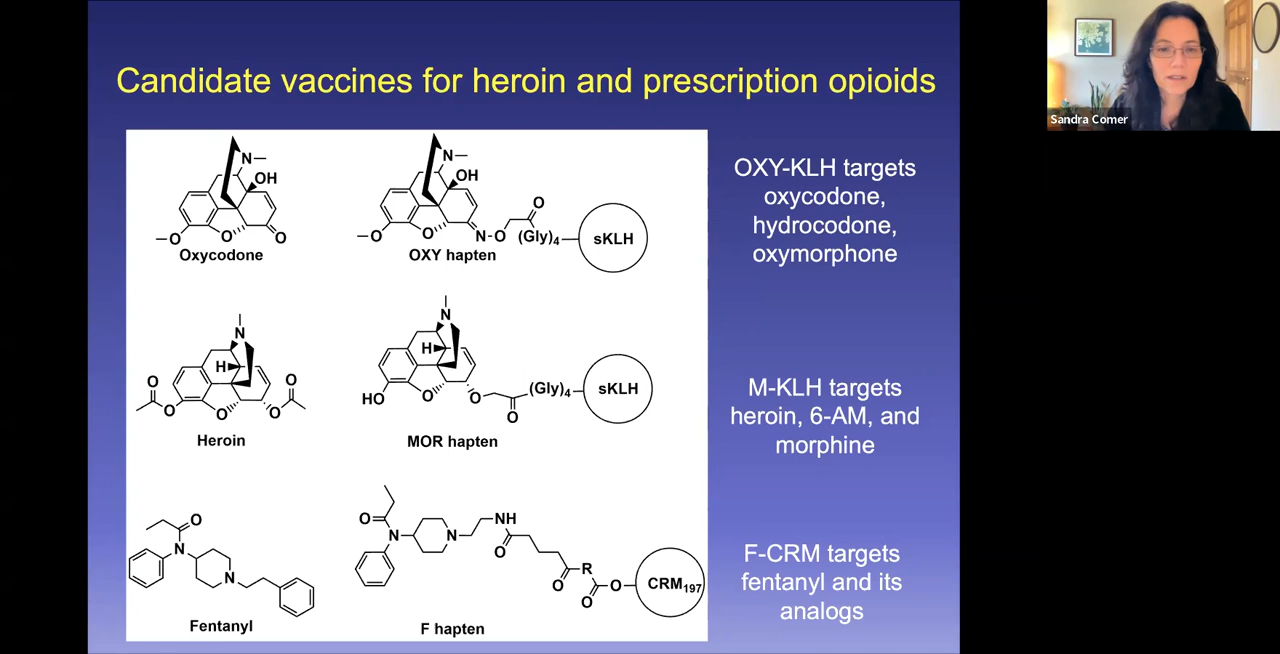 Candidate vaccines for heroin and prescription opioids
Sandra Comer
N
OH
O
O
O
Oxycodone
N
OH
O
O
N-O
O
(Gly)4
sKLH
OXY hapten
OXY-KLH targets
oxycodone,
hydrocodone,
oxymorphone
N
H
O
O
O
O
O
Heroin
N
H
HO
O
O
O
(Gly)4
sKLH
MOR hapten
M-KLH targets
heroin, 6-AM, and
morphine
O
N
N
Fentanyl
O
N
N
NH
O
O
R
O
O
CRM197
F hapten
F-CRM targets
fentanyl and its
analogs